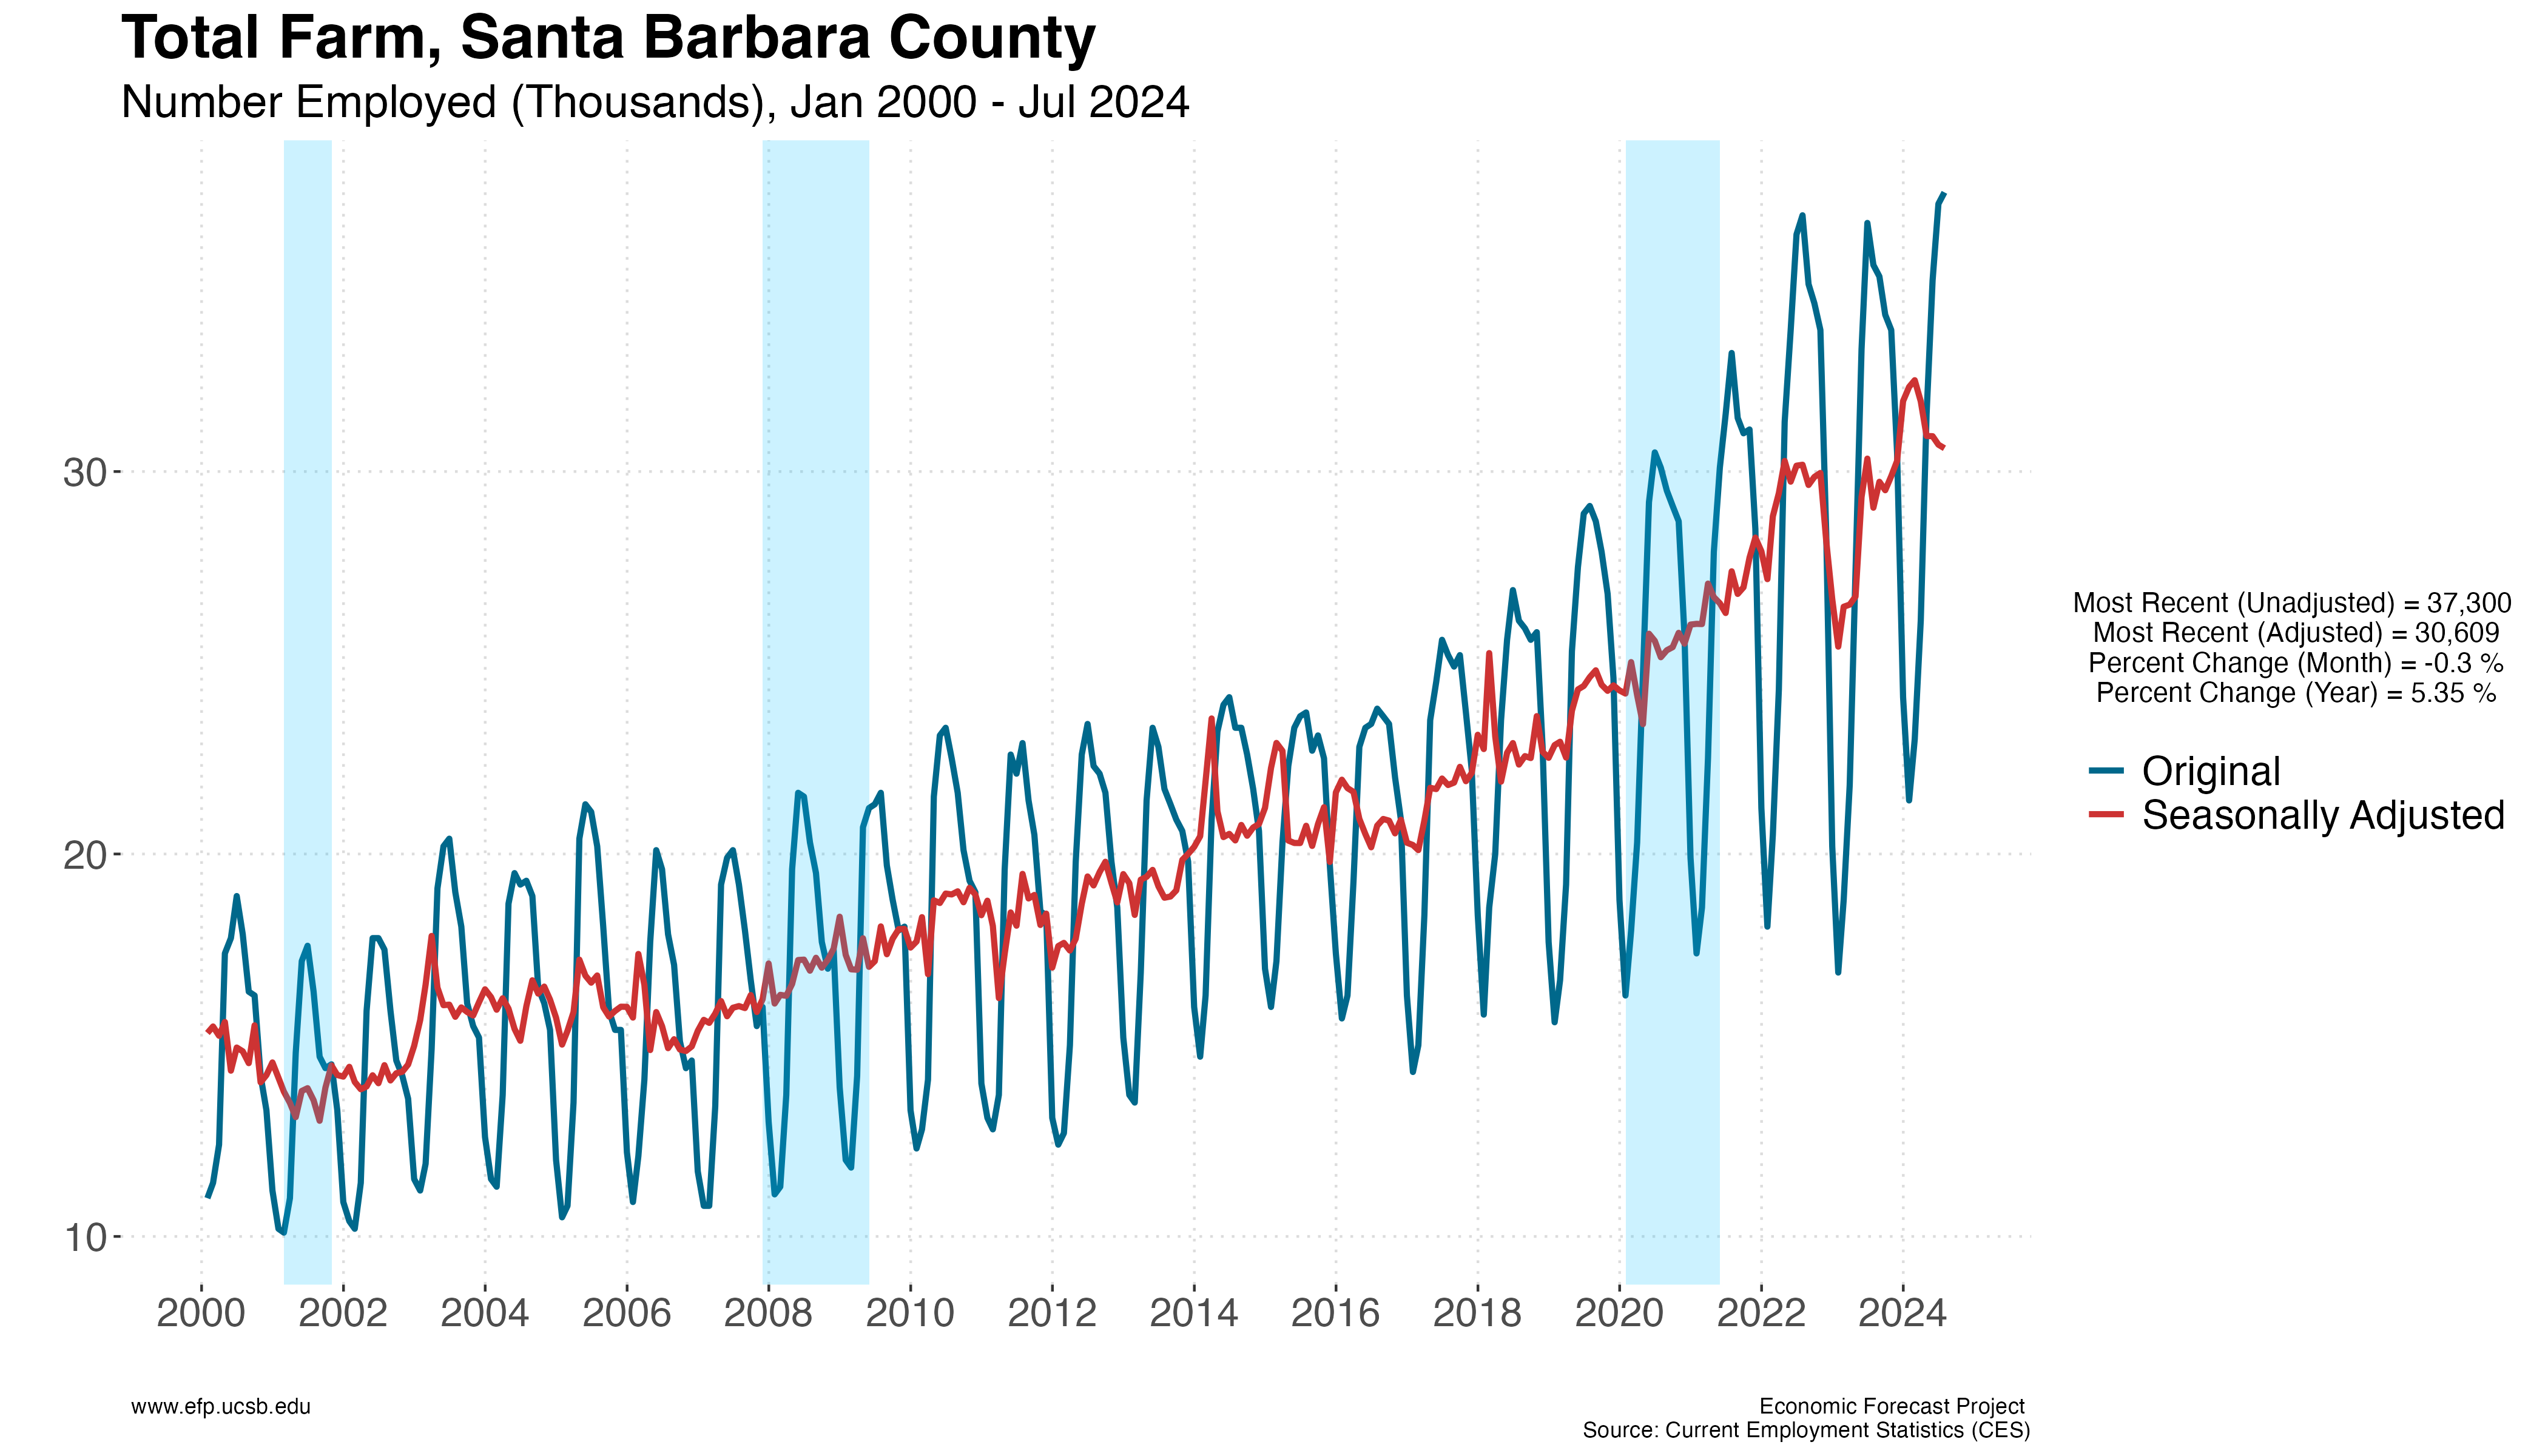 Total Farm, Santa Barbara County
Number Employed (Thousands), Jan 2000 - Jul 2024
30
20
10
2000 2002 2004 2006 2008 2010 2012 2014 2016 2018 2020 2022 2024
Most Recent (Unadjusted) = 37,300
Most Recent (Adjusted) = 30,609
Percent Change (Month) = -0.3 %
Percent Change (Year) = 5.35 %
Original
Seasonally Adjusted
www.efp.ucsb.edu
Economic Forecast Project
Source: Current Employment Statistics (CES)